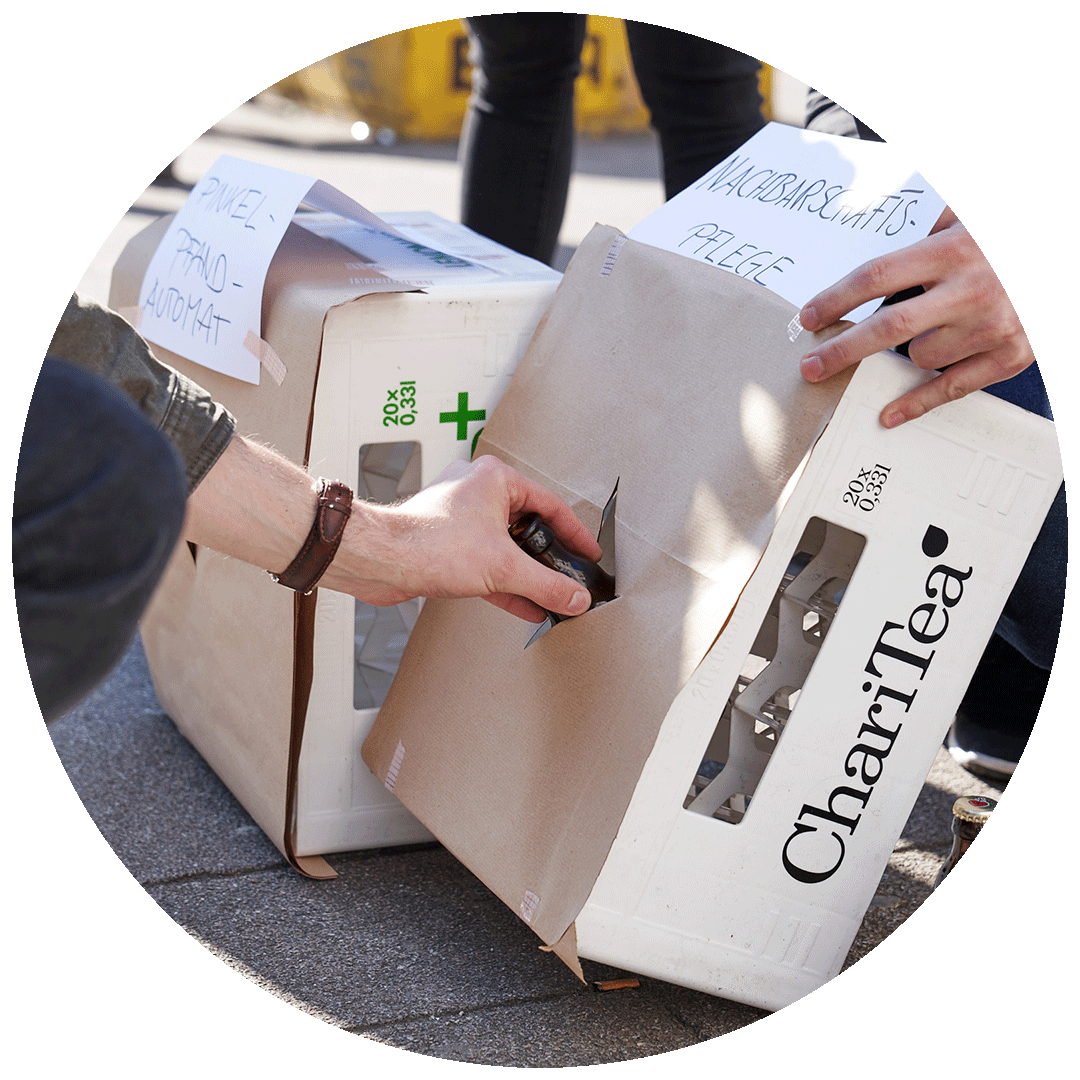 PINKEL-
PFAND-
AUTOMAT
NACHBARSCHAFTS-
PFLEGE
20x
0,33l
20x
0,33l
ChariTea